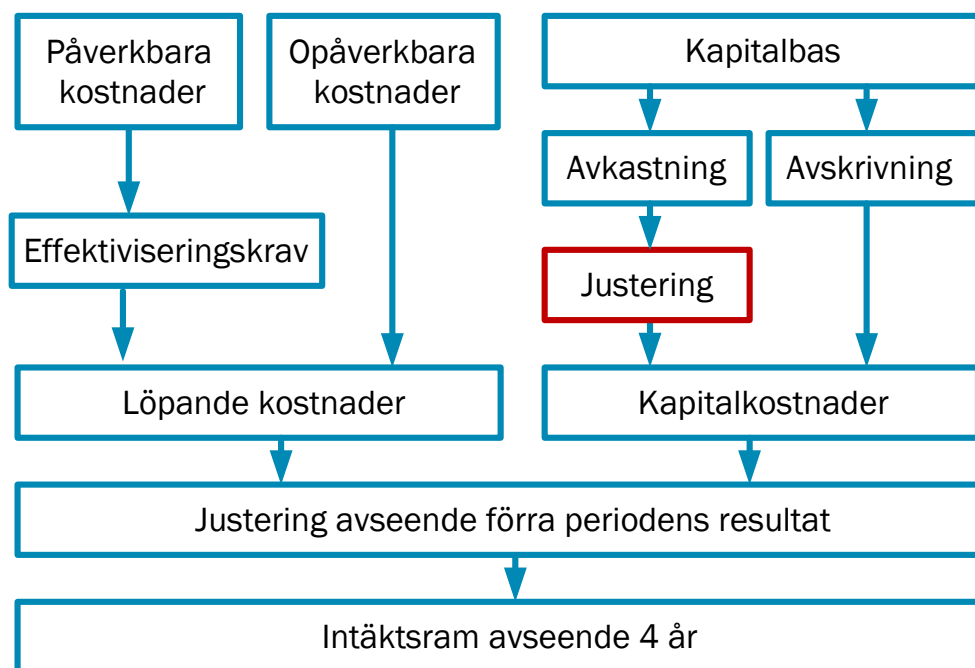 Påverkbara
kostnader
Opåverkbara
kostnader
Kapitalbas
Avkastning
Avskrivning
Effektiviseringskrav
Justering
Löpande kostnader
Kapitalkostnader
Justering avseende förra periodens resultat
Intäktsram avseende 4 år